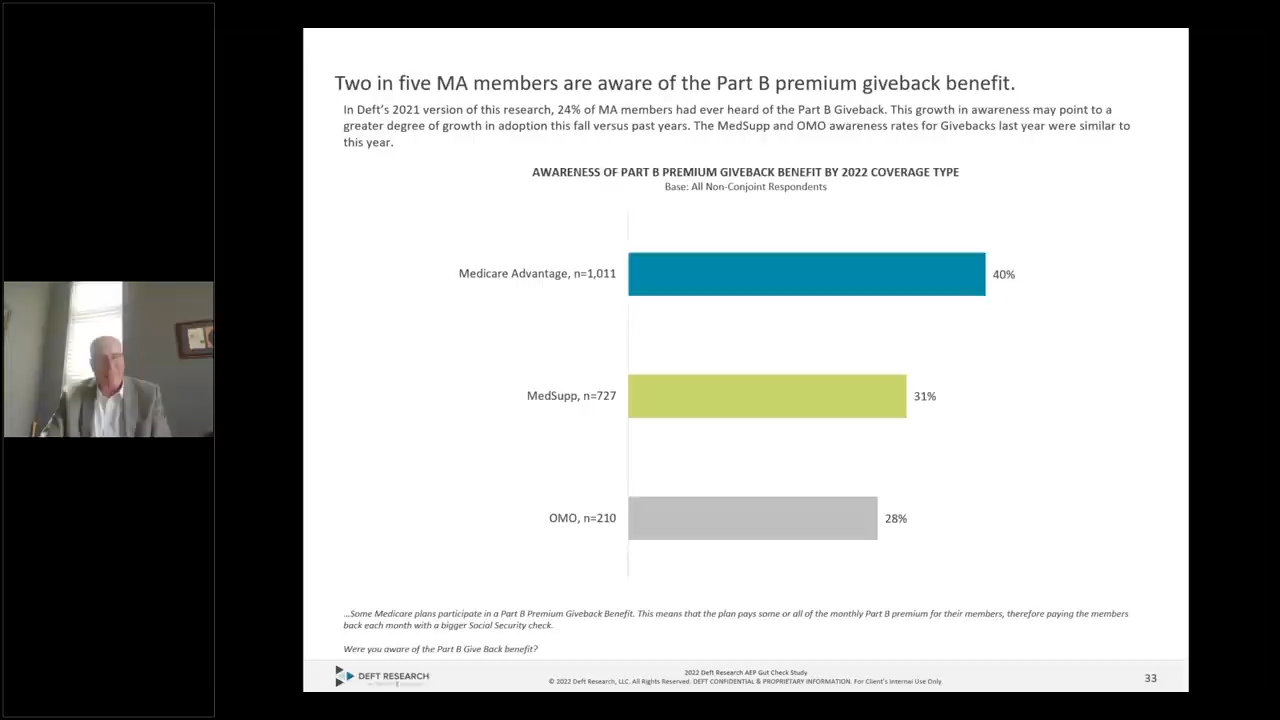 Two in five MA members are aware of the Part B premium giveback benefit.
In Deft's 2021 version of this research, 24% of MA members had ever heard of the Part B Giveback. This growth in awareness may point to a
greater degree of growth in adoption this fall versus past years. The MedSupp and OMO awareness rates for Givebacks last year were similar to
this year.
AWARENESS OF PART B PREMIUM GIVEBACK BENEFIT BY 2022 COVERAGE TYPE
Base: All Non-Conjoint Respondents
Medicare Advantage, n=1,011
40%
MedSupp, n=727
31%
OMO, n=210
28%
...Some Medicare plans participate in a Part B Premium Giveback Benefit. This means that the plan pays some or all of the monthly Part B premium for their members, therefore paying the members
back each month with a bigger Social Security check.
Were you aware of the Part B Give Back benefit?
DEFT RESEARCH
2022 Deft Research AEP Gut Check Study
© 2022 Deft Research, LLC. All Rights Reserved. DEFT CONFIDENTIAL & PROPRIETARY INFORMATION. For Client's Internal Use Only.
33